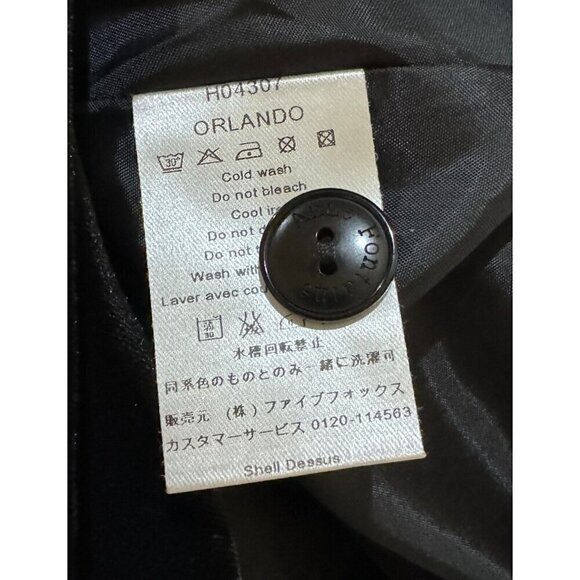 H04307
ORLANDO
30°
Cold wash
Do not bleach
Cool
Do not
Do not
Wash with
Laver avec
水槽回転禁止
同系色のものとのみ一緒に洗濯可
販売元 (株) ファイブフォックス
カスタマーサービス 0120-114563
Shell Dessus